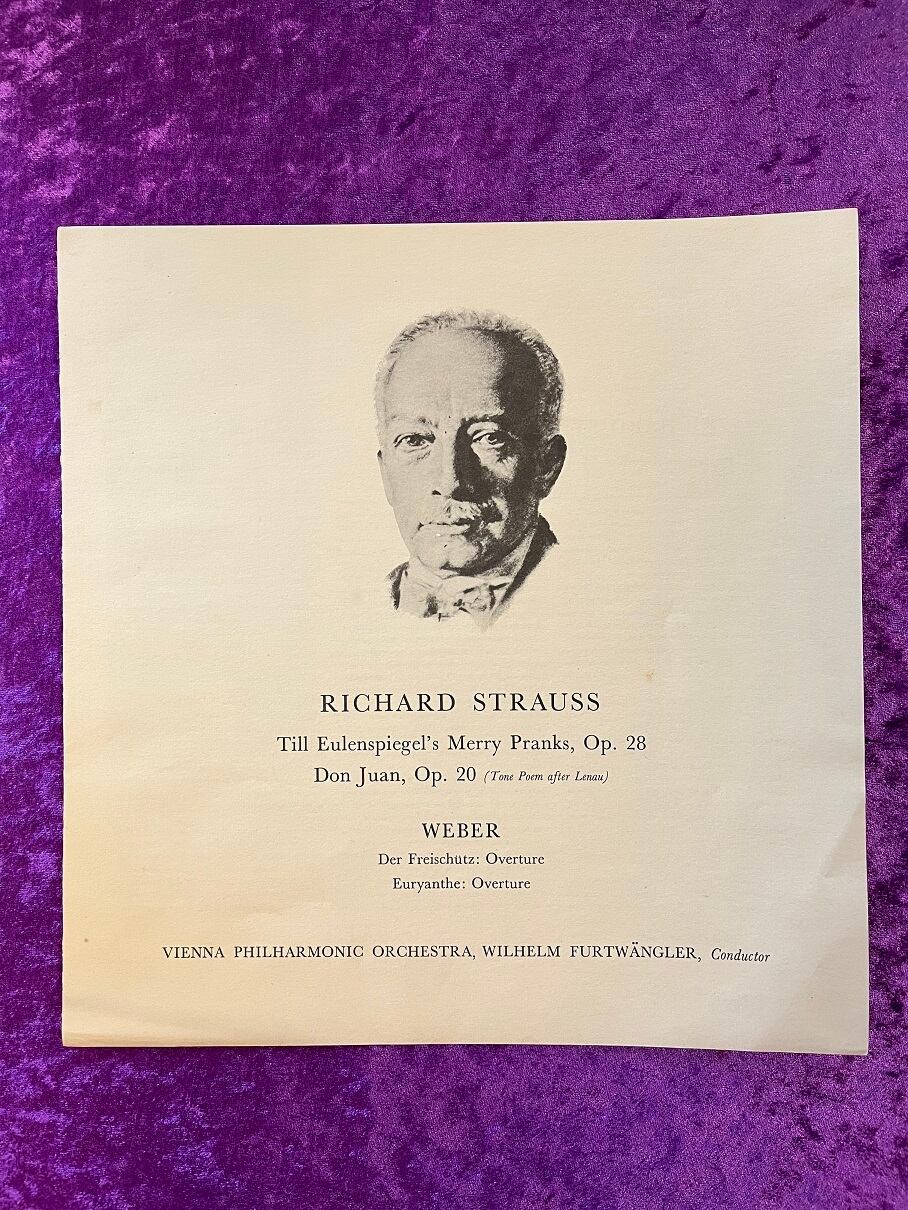 RICHARD STRAUSS
Till Eulenspiegel's Merry Pranks, Op. 28
Don Juan, Op. 20 (Tone Poem after Lenau)
WEBER
Der Freischütz: Overture
Euryanthe: Overture
VIENNA PHILHARMONIC ORCHESTRA, WILHELM FURTWÄNGLER, Conductor